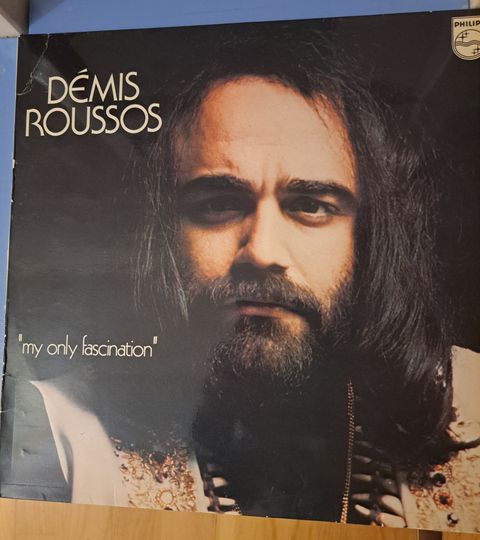 DÉMIS
ROUSSOS
PHILIPS
"my only fascination"